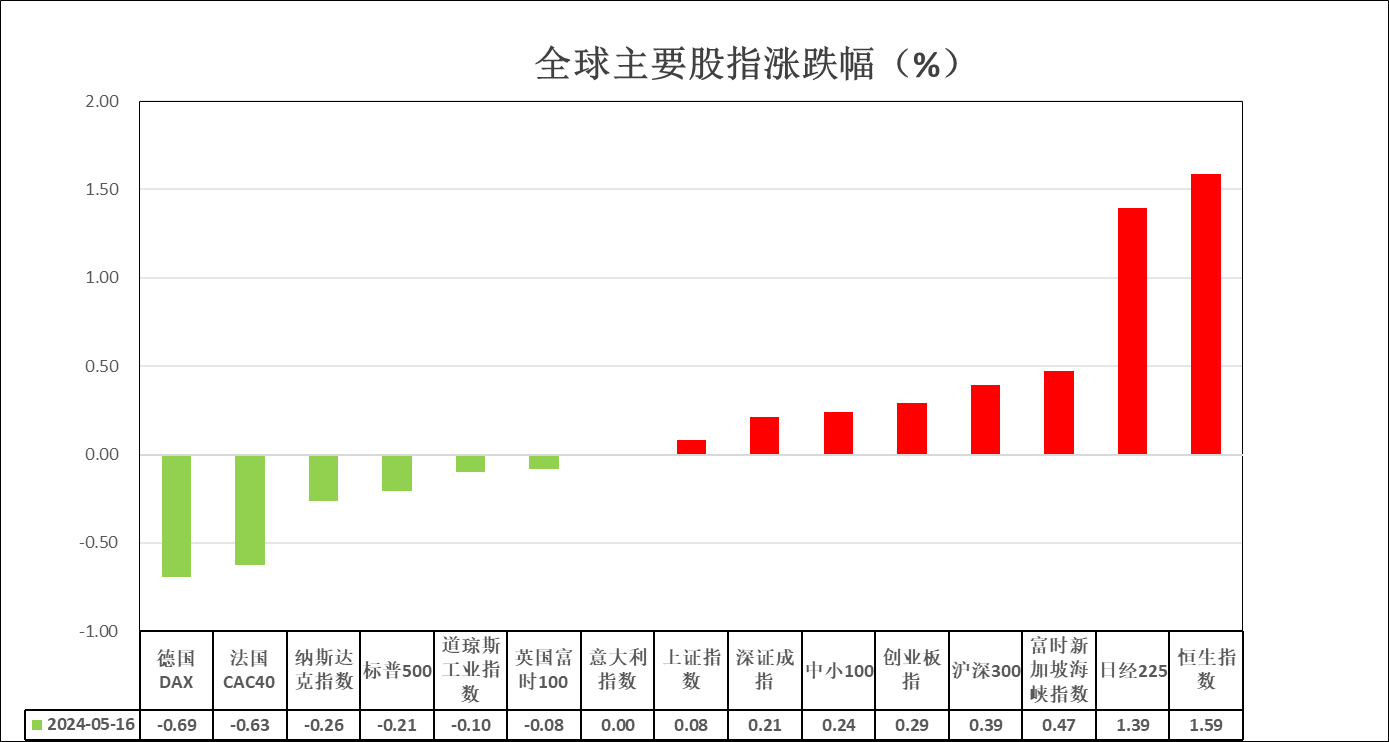 全球主要股指涨跌幅（%）
2.00
1.50
1.00
0.50
0.00
-0.50
-1.00
德国
DAX
法国
CAC40
纳斯达
克指数
标普500
道琼斯
工业指
数
英国富
时100
意大利
指数
上证指
数
深证成
指
中小100
创业板
指
沪深300
富时新
加坡海
峡指数
日经225
恒生指
数
2024-05-16 -0.69 -0.63 -0.26 -0.21 -0.10 -0.08 0.00 0.08 0.21 0.24 0.29 0.39 0.47 1.39 1.59